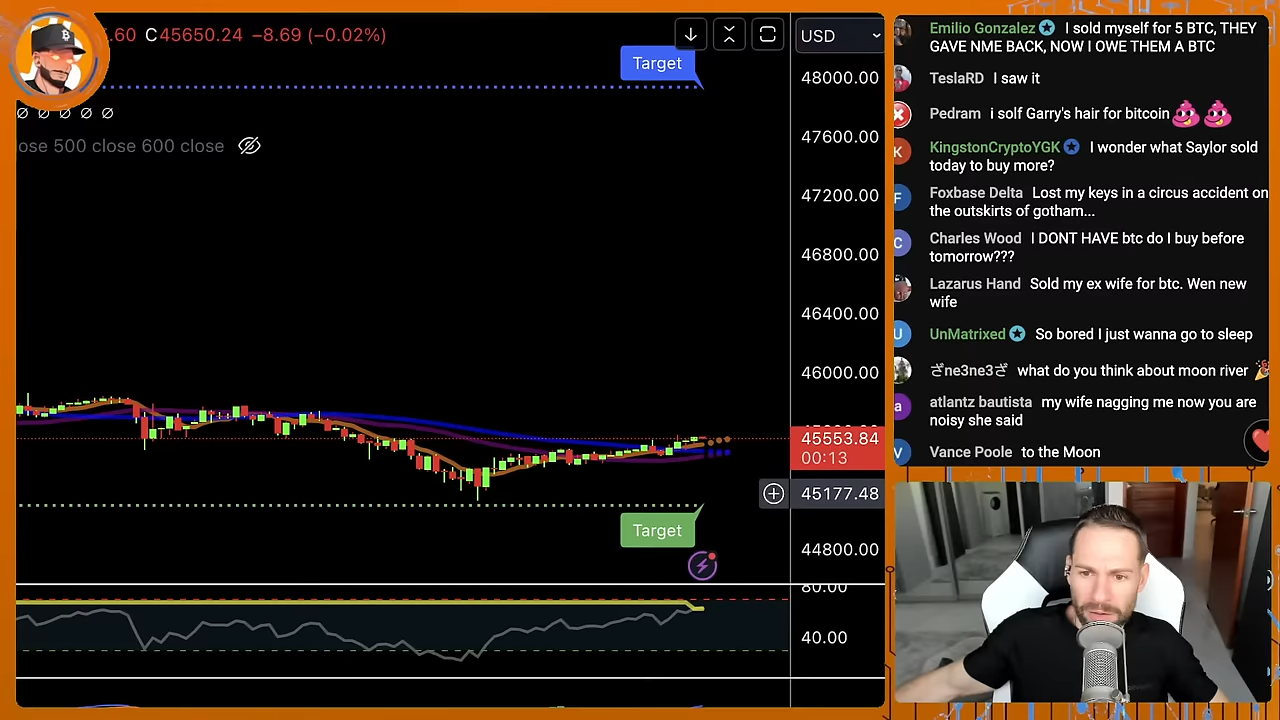 .60 C45650.24 −8.69 (−0.02%)
USD
Target
48000.00
Ø Ø Ø Ø Ø
ose 500 close 600 close
47600.00
47200.00
46800.00
46400.00
46000.00
45553.84
00:13
45177.48
Target
44800.00
80.00
40.00
Emilio Gonzalez I sold myself for 5 BTC, THEY
GAVE NME BACK, NOW I OWE THEM A BTC
TeslaRD I saw it
Pedram i solf Garry's hair for bitcoin
K KingstonCryptoYGK I wonder what Saylor sold
today to buy more?
F Foxbase Delta Lost my keys in a circus accident on
the outskirts of gotham...
C Charles Wood I DONT HAVE btc do I buy before
tomorrow???
Lazarus Hand Sold my ex wife for btc. Wen new
wife
U UnMatrixed So bored I just wanna go to sleep
ざne3ne3ざ what do you think about moon river
a atlantz bautista my wife nagging me now you are
noisy she said
V Vance Poole to the Moon